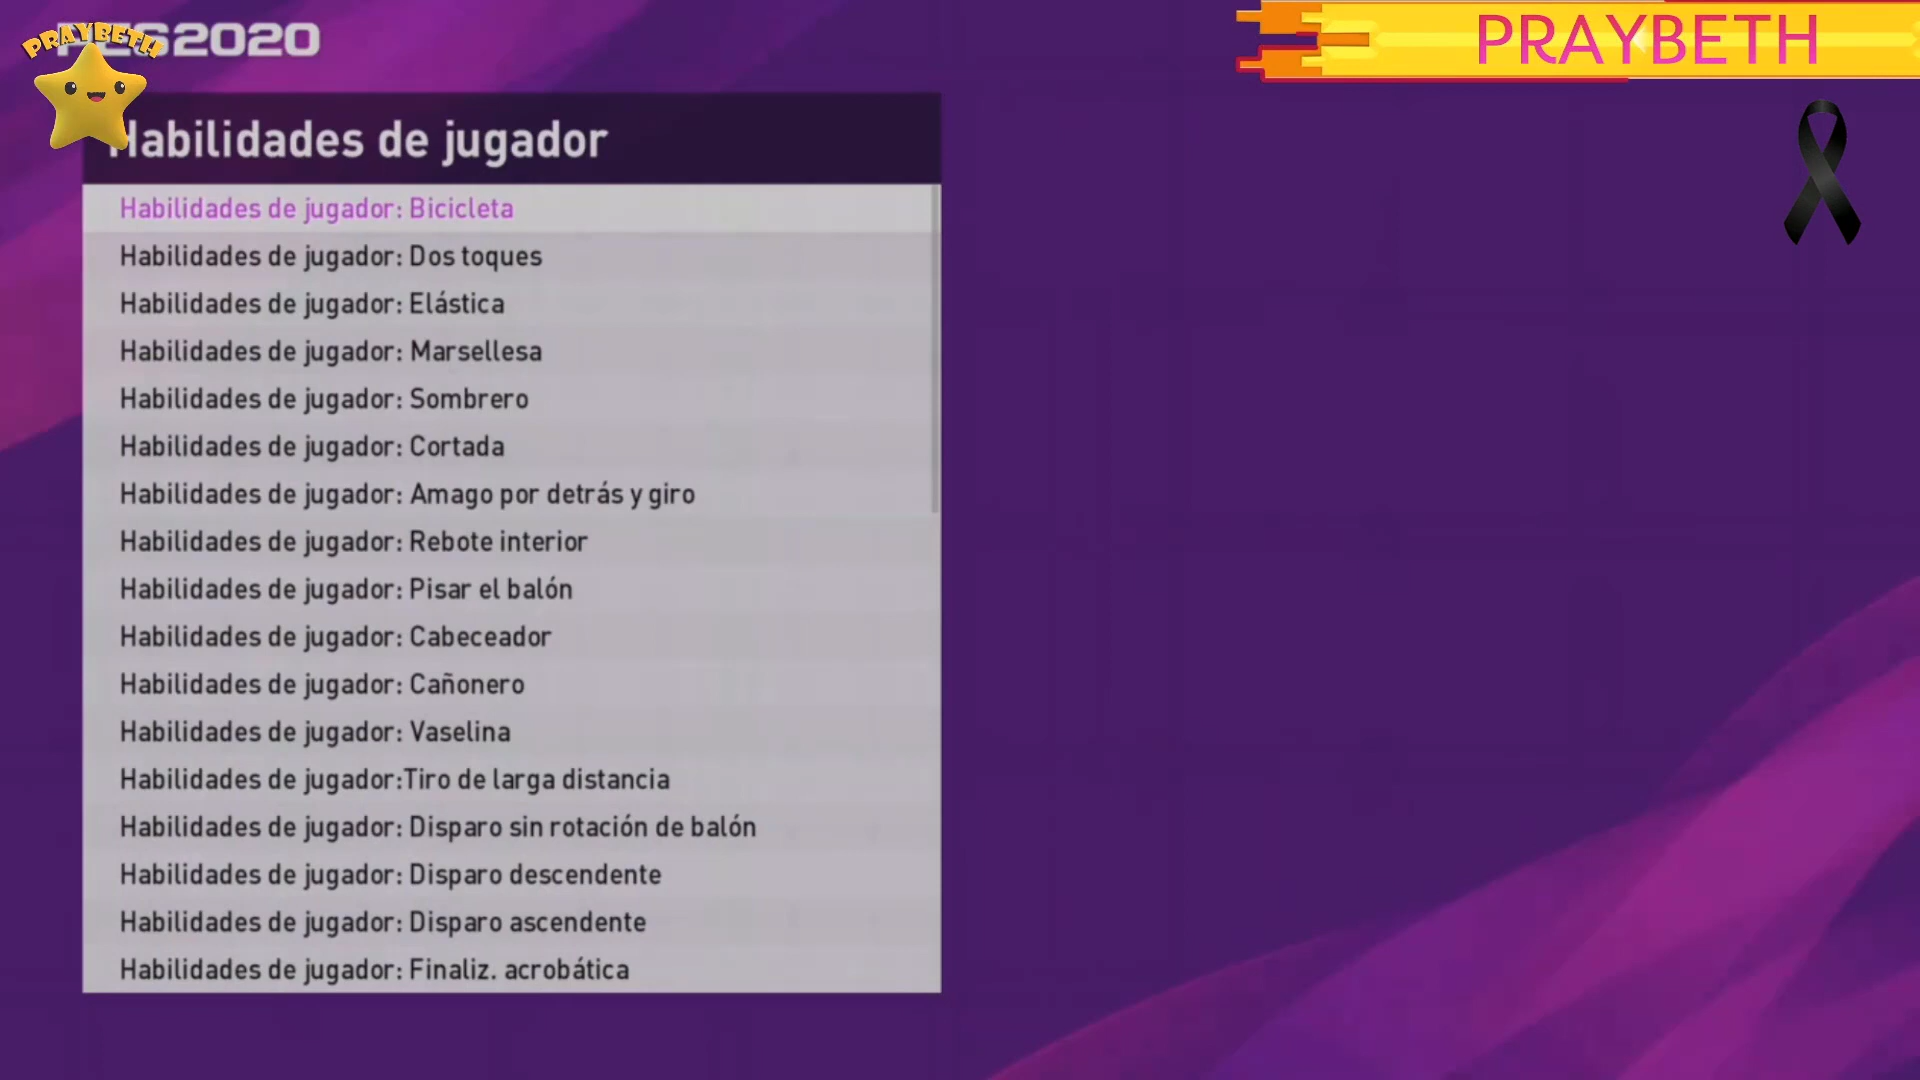 PRAYBETH
PES2020
PRAYBETH
Habilidades de jugador
Habilidades de jugador: Bicicleta
Habilidades de jugador: Dos toques
Habilidades de jugador: Elástica
Habilidades de jugador: Marsellesa
Habilidades de jugador: Sombrero
Habilidades de jugador: Cortada
Habilidades de jugador: Amago por detrás y giro
Habilidades de jugador: Rebote interior
Habilidades de jugador: Pisar el balón
Habilidades de jugador: Cabeceador
Habilidades de jugador: Cañonero
Habilidades de jugador: Vaselina
Habilidades de jugador:Tiro de larga distancia
Habilidades de jugador: Disparo sin rotación de balón
Habilidades de jugador: Disparo descendente
Habilidades de jugador: Disparo ascendente
Habilidades de jugador: Finaliz. acrobática